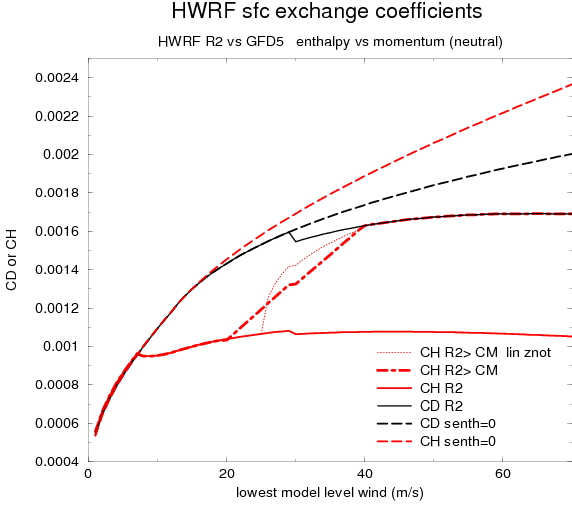 HWRF sfc exchange coefficients
HWRF R2 vs GFD5 enthalpy vs momentum (neutral)
0.0024
0.0022
0.002
0.0018
0.0016
0.0014
0.0012
0.001
0.0008
0.0006
0.0004
CD or CH
CH R2> CM lin znot
CH R2> CM
CH R2
CD R2
CD senth=0
CH senth=0
0 20 40 60
lowest model level wind (m/s)